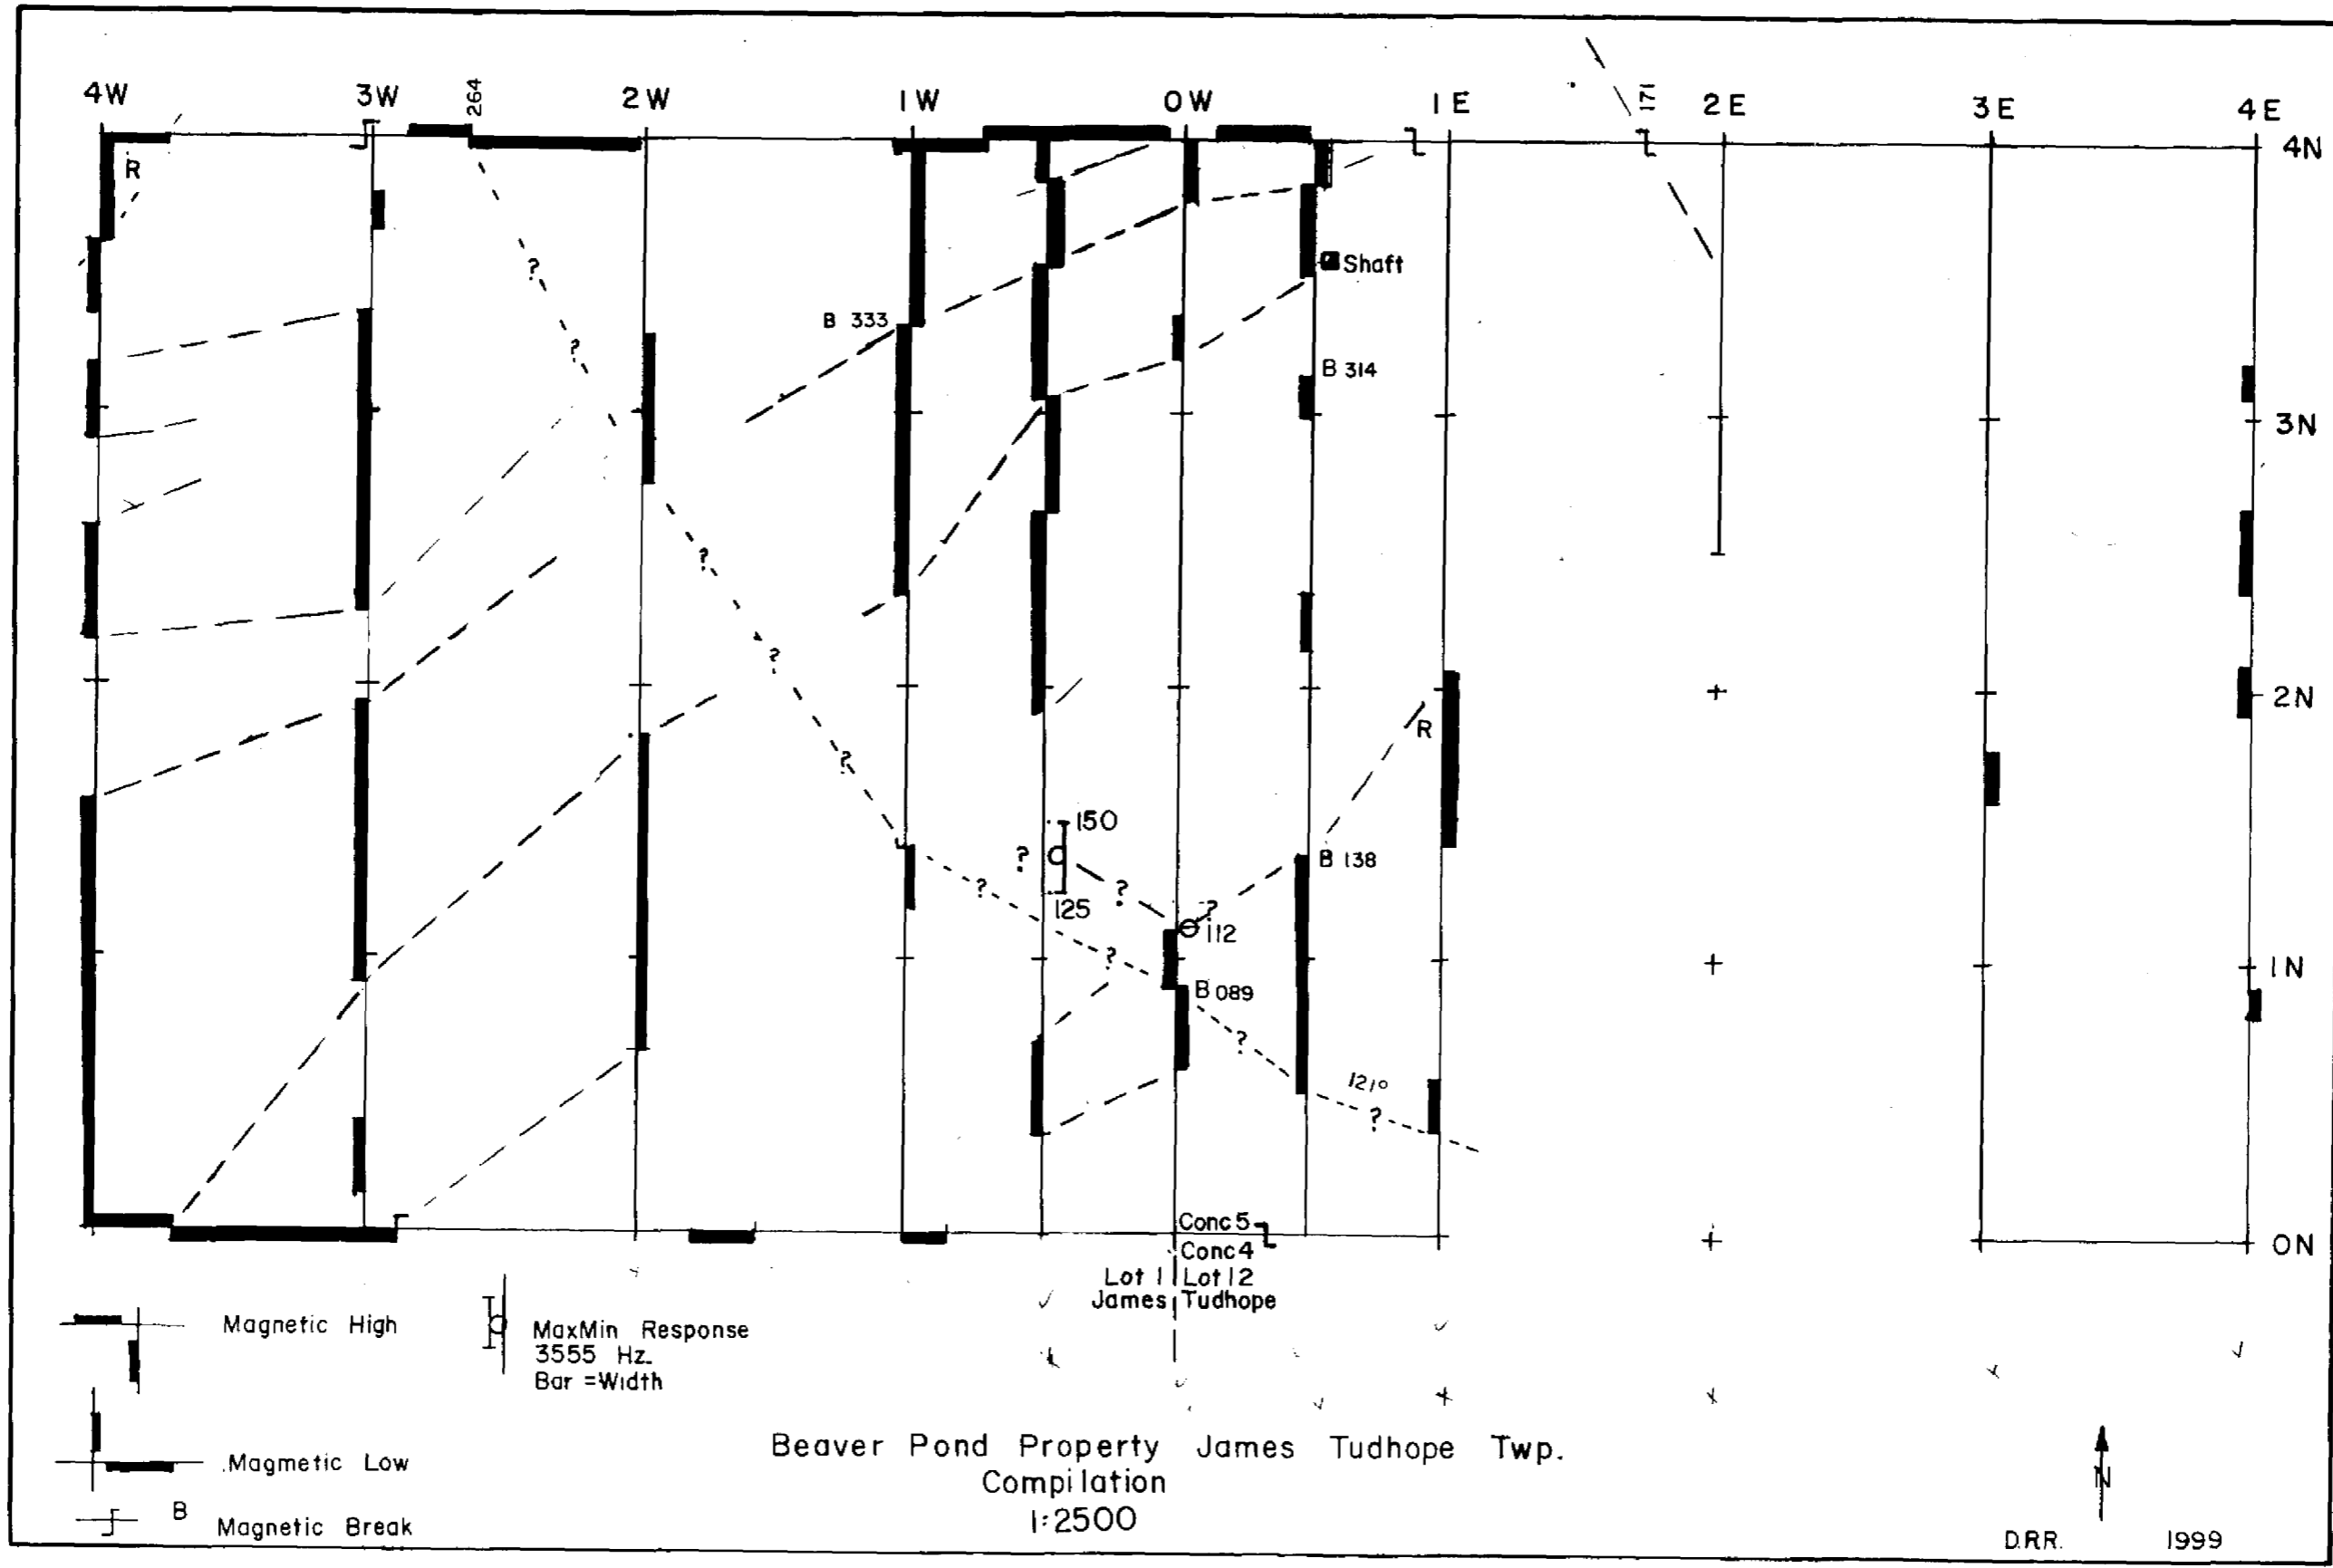 4W 3W 264 2W 1W 0W 1E 171 2E 3E 4E
4N
R
?
Shaft
B 333
?
B 314
3N
?
?
2N
R
?
150
? B 138
? ?
125 ?
112
?
1N
B 089
?
121°
?
Conc 5
Conc 4
0N
Lot 1 Lot 12
James Tudhope
Magnetic High
MaxMin Response
3555 Hz.
Bar = Width
Magmetic Low
B
Magnetic Break
Beaver Pond Property James Tudhope Twp.
Compilation
1:2500
N
D.R.R. 1999